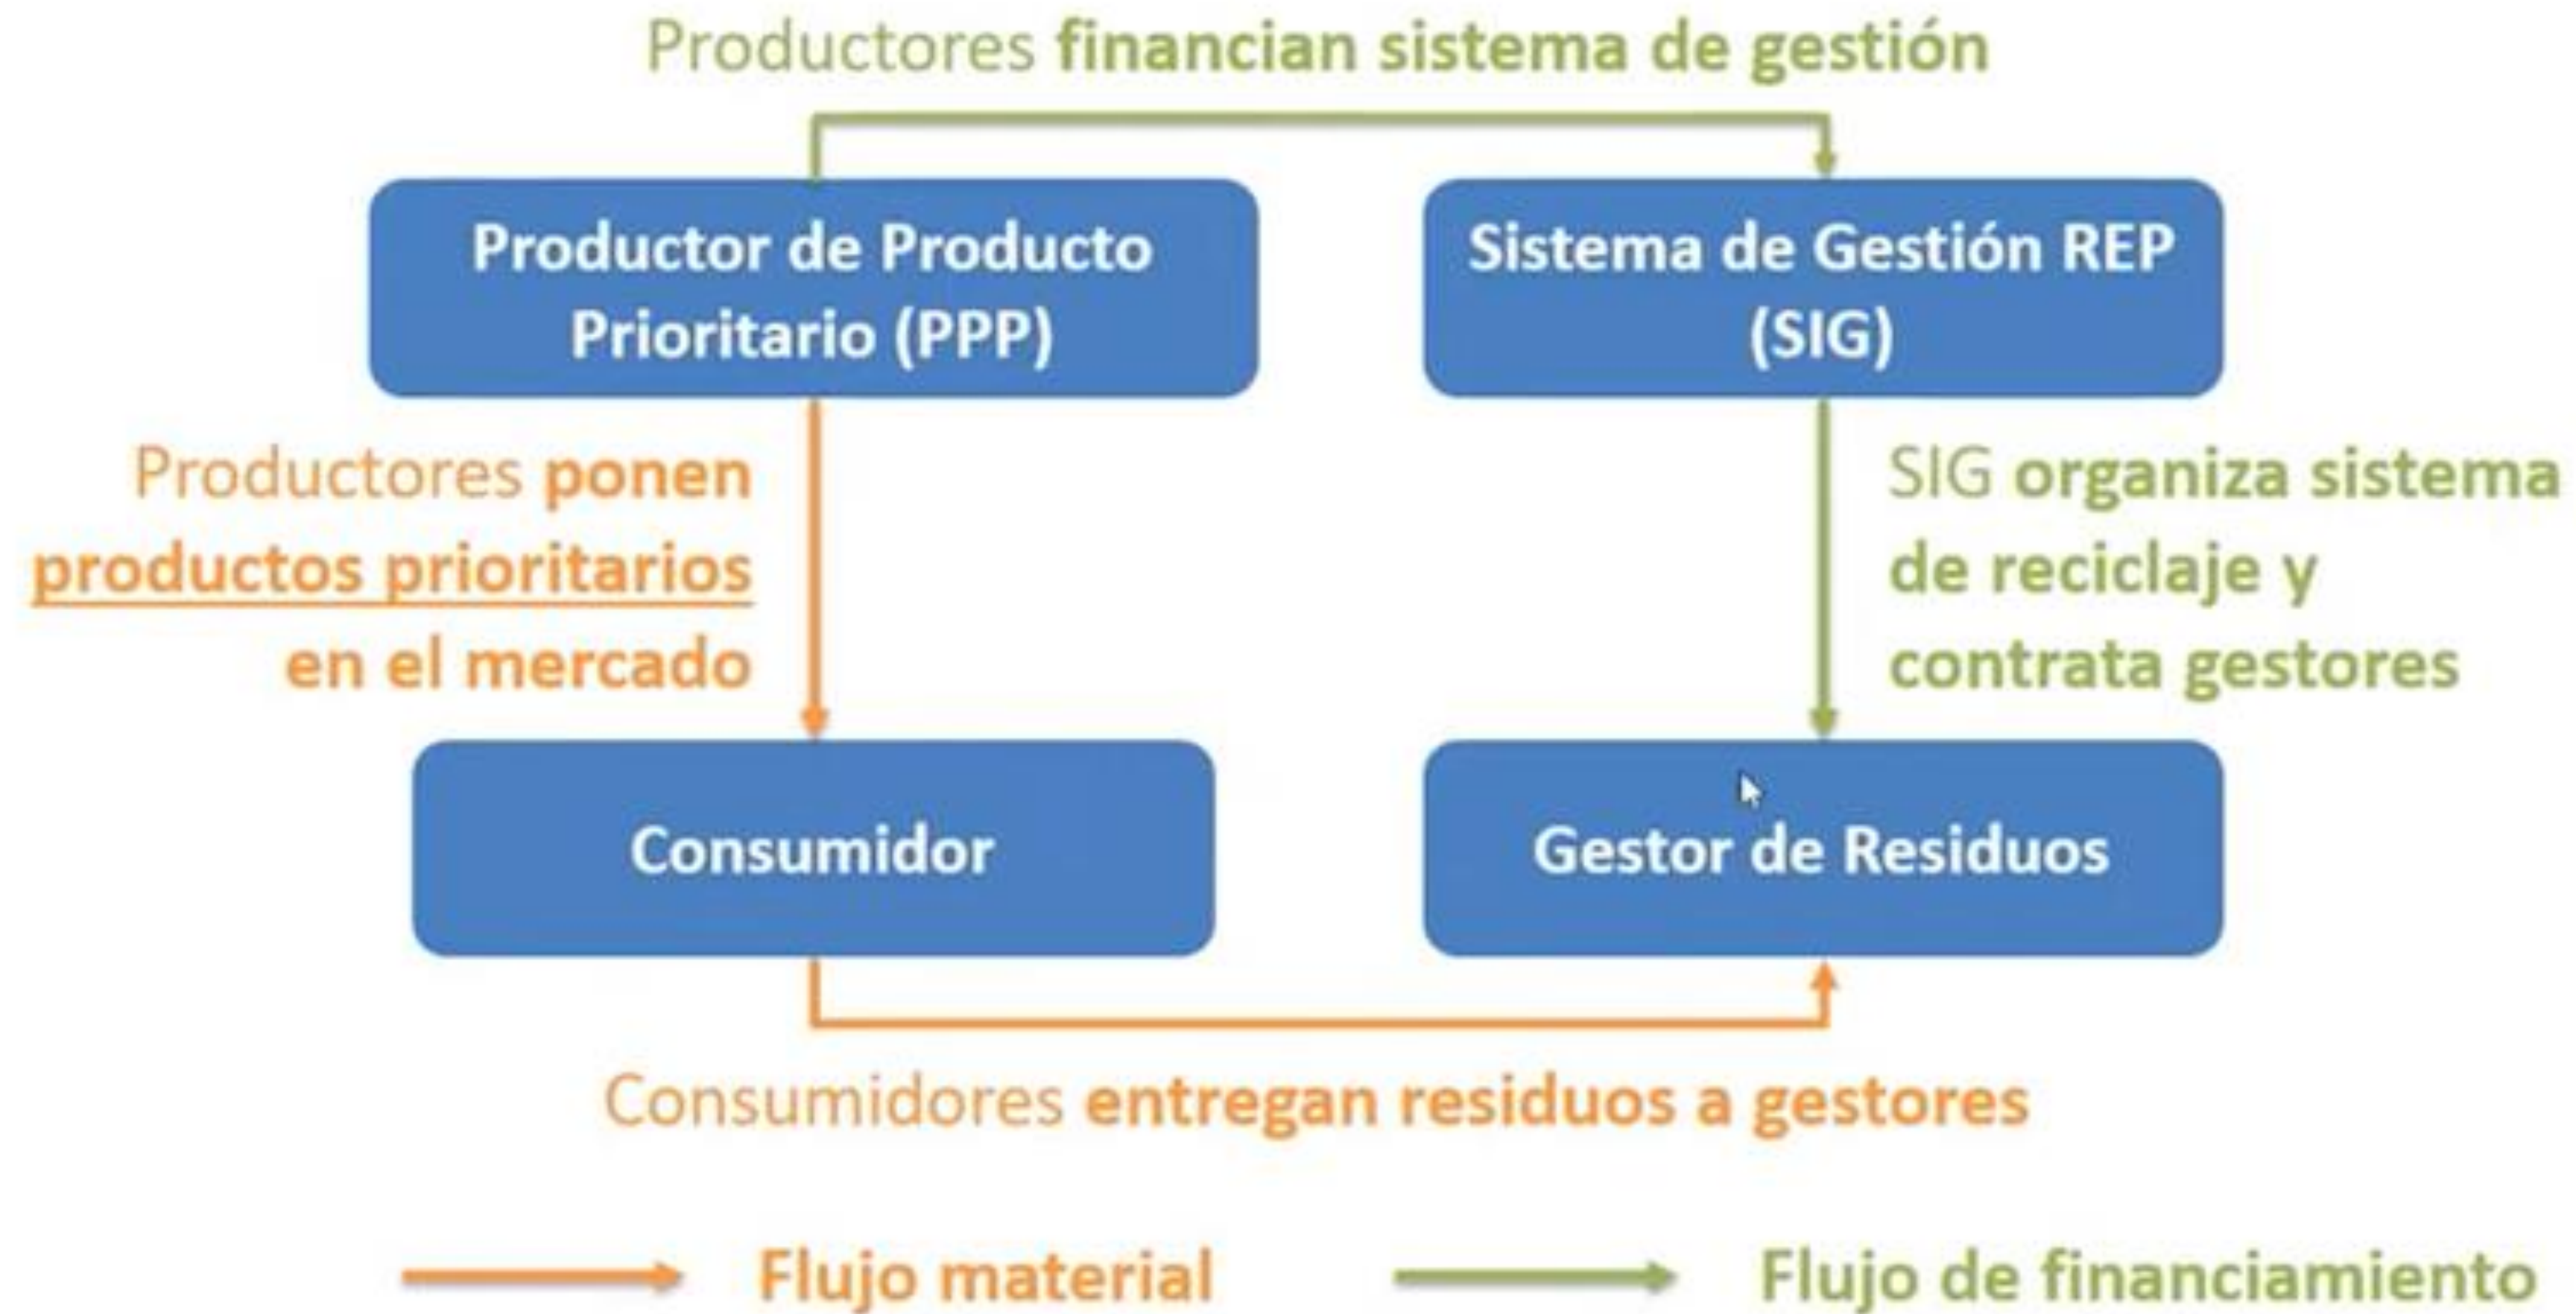 Productores financian sistema de gestión
Productor de Producto
Prioritario (PPP)
Sistema de Gestión REP
(SIG)
Productores ponen
productos prioritarios
en el mercado
SIG organiza sistema
de reciclaje y
contrata gestores
Consumidor
Gestor de Residuos
Consumidores entregan residuos a gestores
Flujo material
Flujo de financiamiento